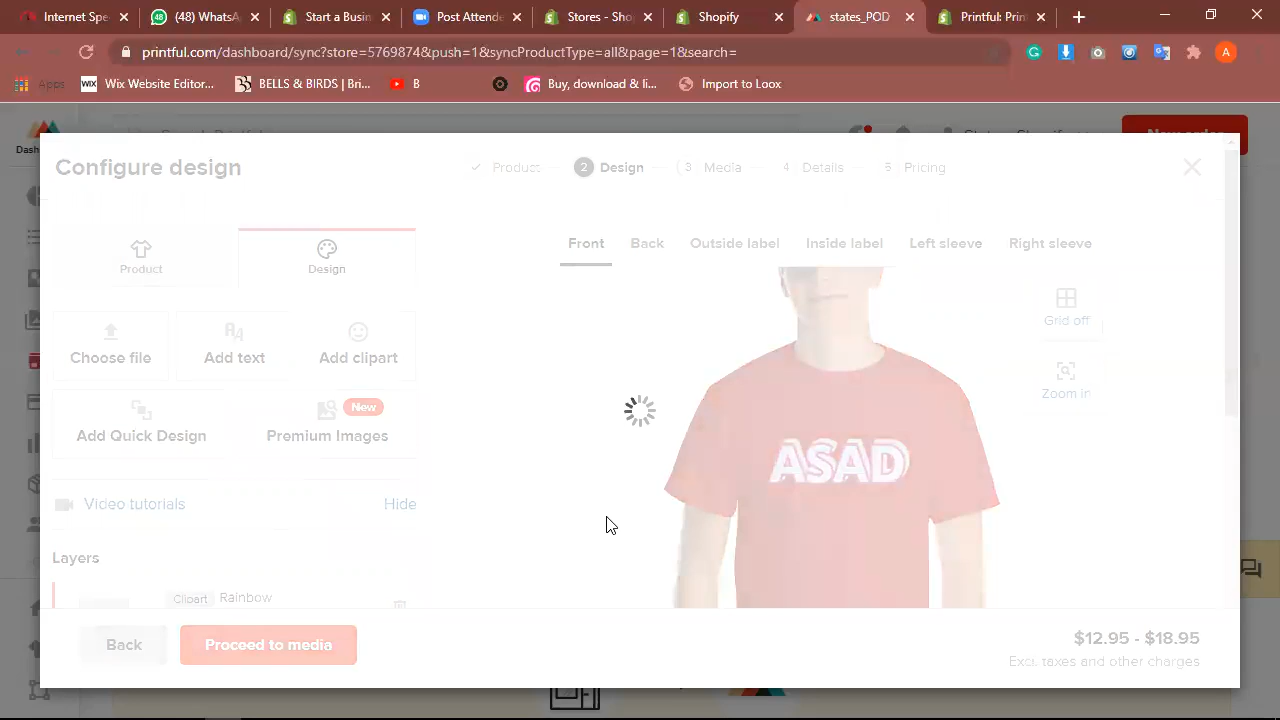 Internet Spe
(48) WhatsA
Start a Busin
Post Attende
Stores - Sho
Shopify
states_POD
Printful: Prin
printful.com/dashboard/sync?store=5769874&push=1&syncProductType=all&page=1&search=
A
Apps
WIX Wix Website Editor...
BELLS & BIRDS | Bri...
B
Buy, download & li...
Import to Loox
Configure design
Product
2 Design
3 Media
4 Details
5 Pricing
Product
Design
Front
Back
Outside label
Inside label
Left sleeve
Right sleeve
Choose file
Add text
Add clipart
Grid off
Zoom in
Add Quick Design
New
Premium Images
ASAD
Video tutorials
Hide
Layers
Clipart Rainbow
Back
Proceed to media
$12.95 - $18.95
Exc. taxes and other charges